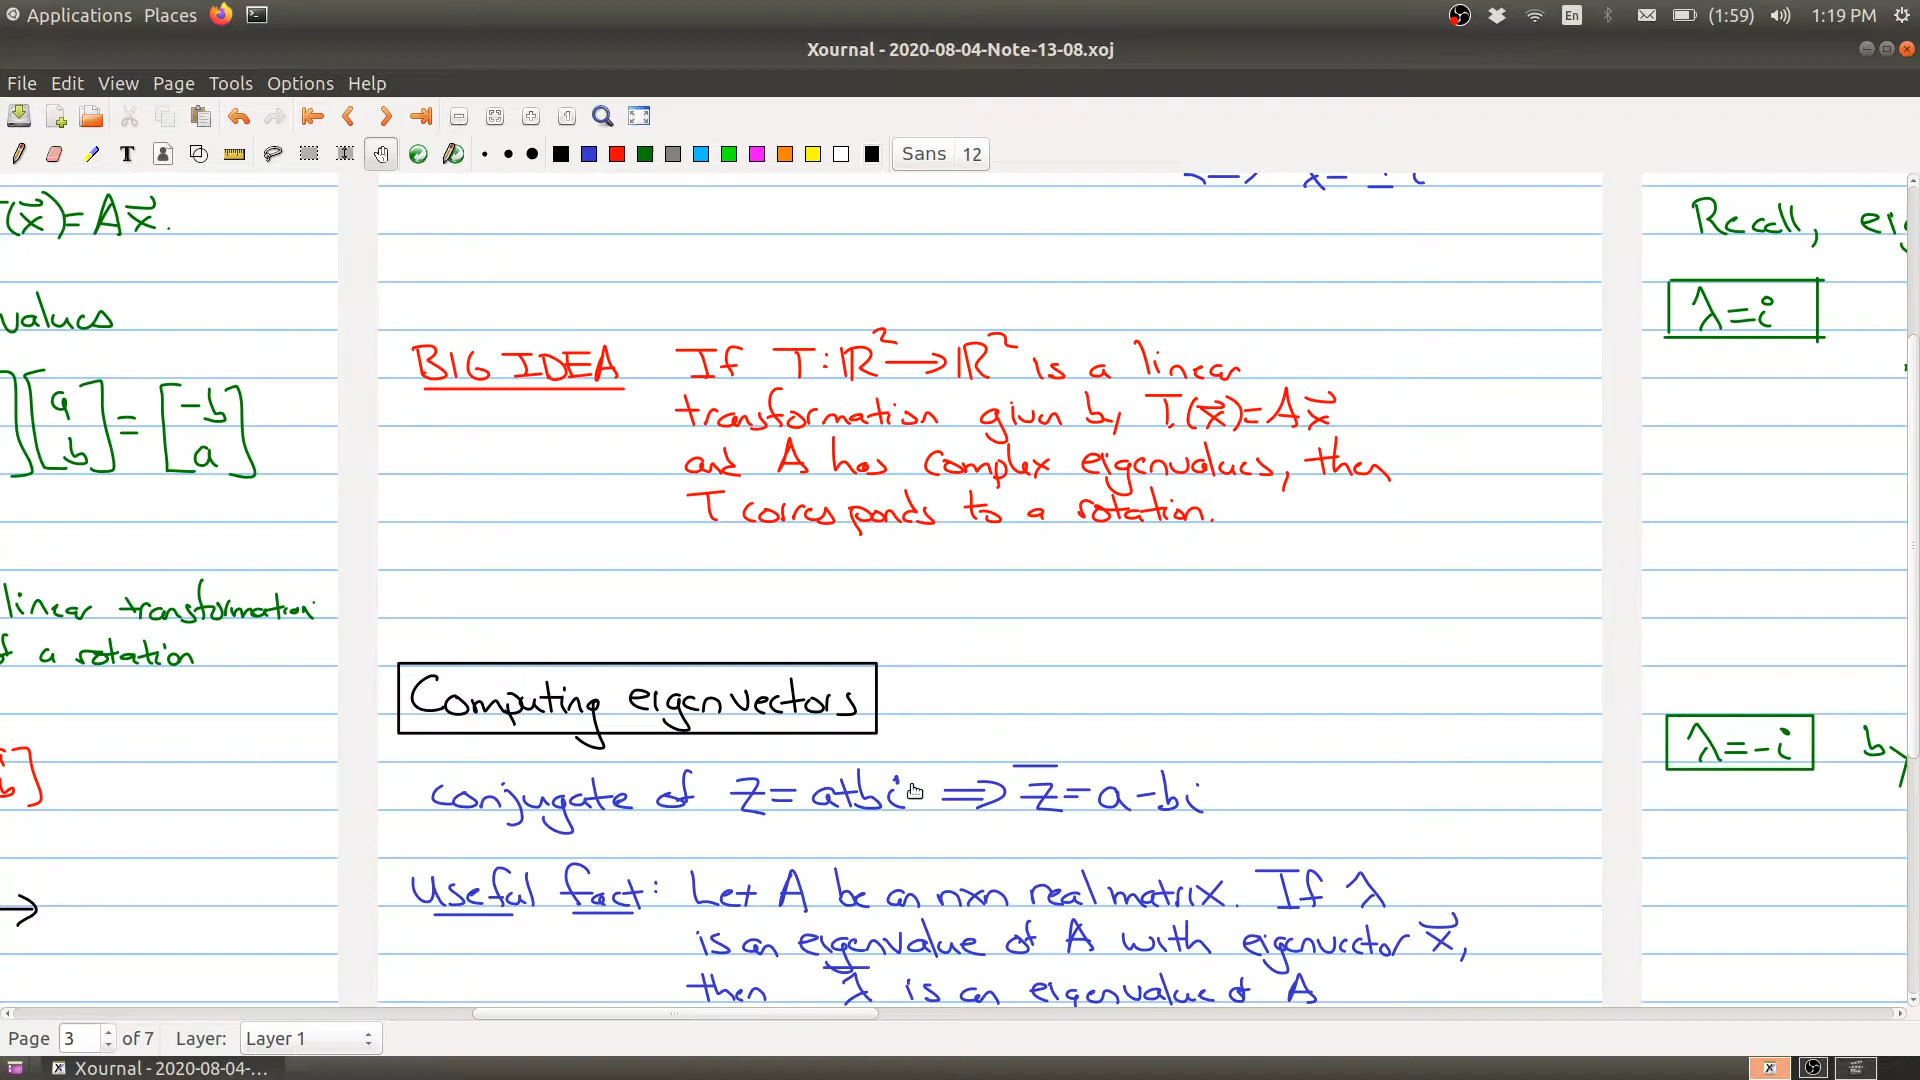 Applications Places En (1:59) 1:19 PM
Xournal - 2020-08-04-Note-13-08.xoj
File Edit View Page Tools Options Help
Sans 12
(x⃗)=Ax⃗.
values
[a b] = [-b a]
linear transformation
of a rotation
x=±i
BIG IDEA If T:ℝ²→ℝ² is a linear
transformation given by T(x⃗)=Ax⃗
and A has complex eigenvalues, then
T corresponds to a rotation.
Computing eigenvectors
conjugate of z=a+bi ⟹ z̅=a-bi
Useful fact: Let A be an nxn real matrix. If λ
is an eigenvalue of A with eigenvector x⃗,
then λ̅ is an eigenvalue of A
Recall,
λ=i
λ=-i by
Page 3 of 7 Layer: Layer 1
Xournal - 2020-08-04-...